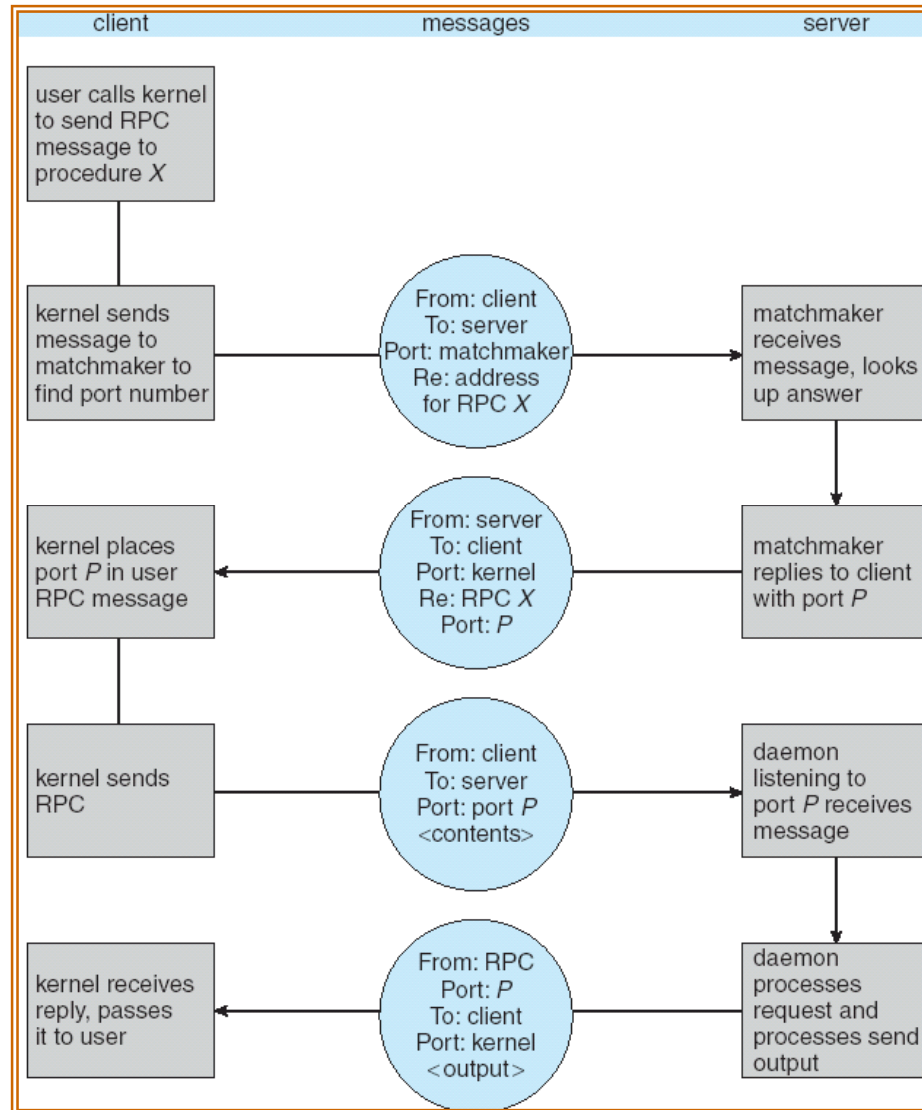 client
messages
server
user calls kernel
to send RPC
message to
procedure X
kernel sends
message to
matchmaker to
find port number
From: client
To: server
Port: matchmaker
Re: address
for RPC X
matchmaker
receives
message, looks
up answer
kernel places
port P in user
RPC message
From: server
To: client
Port: kernel
Re: RPC X
Port: P
matchmaker
replies to client
with port P
kernel sends
RPC
From: client
To: server
Port: port P
<contents>
daemon
listening to
port P receives
message
kernel receives
reply, passes
it to user
From: RPC
Port: P
To: client
Port: kernel
<output>
daemon
processes
request and
processes send
output